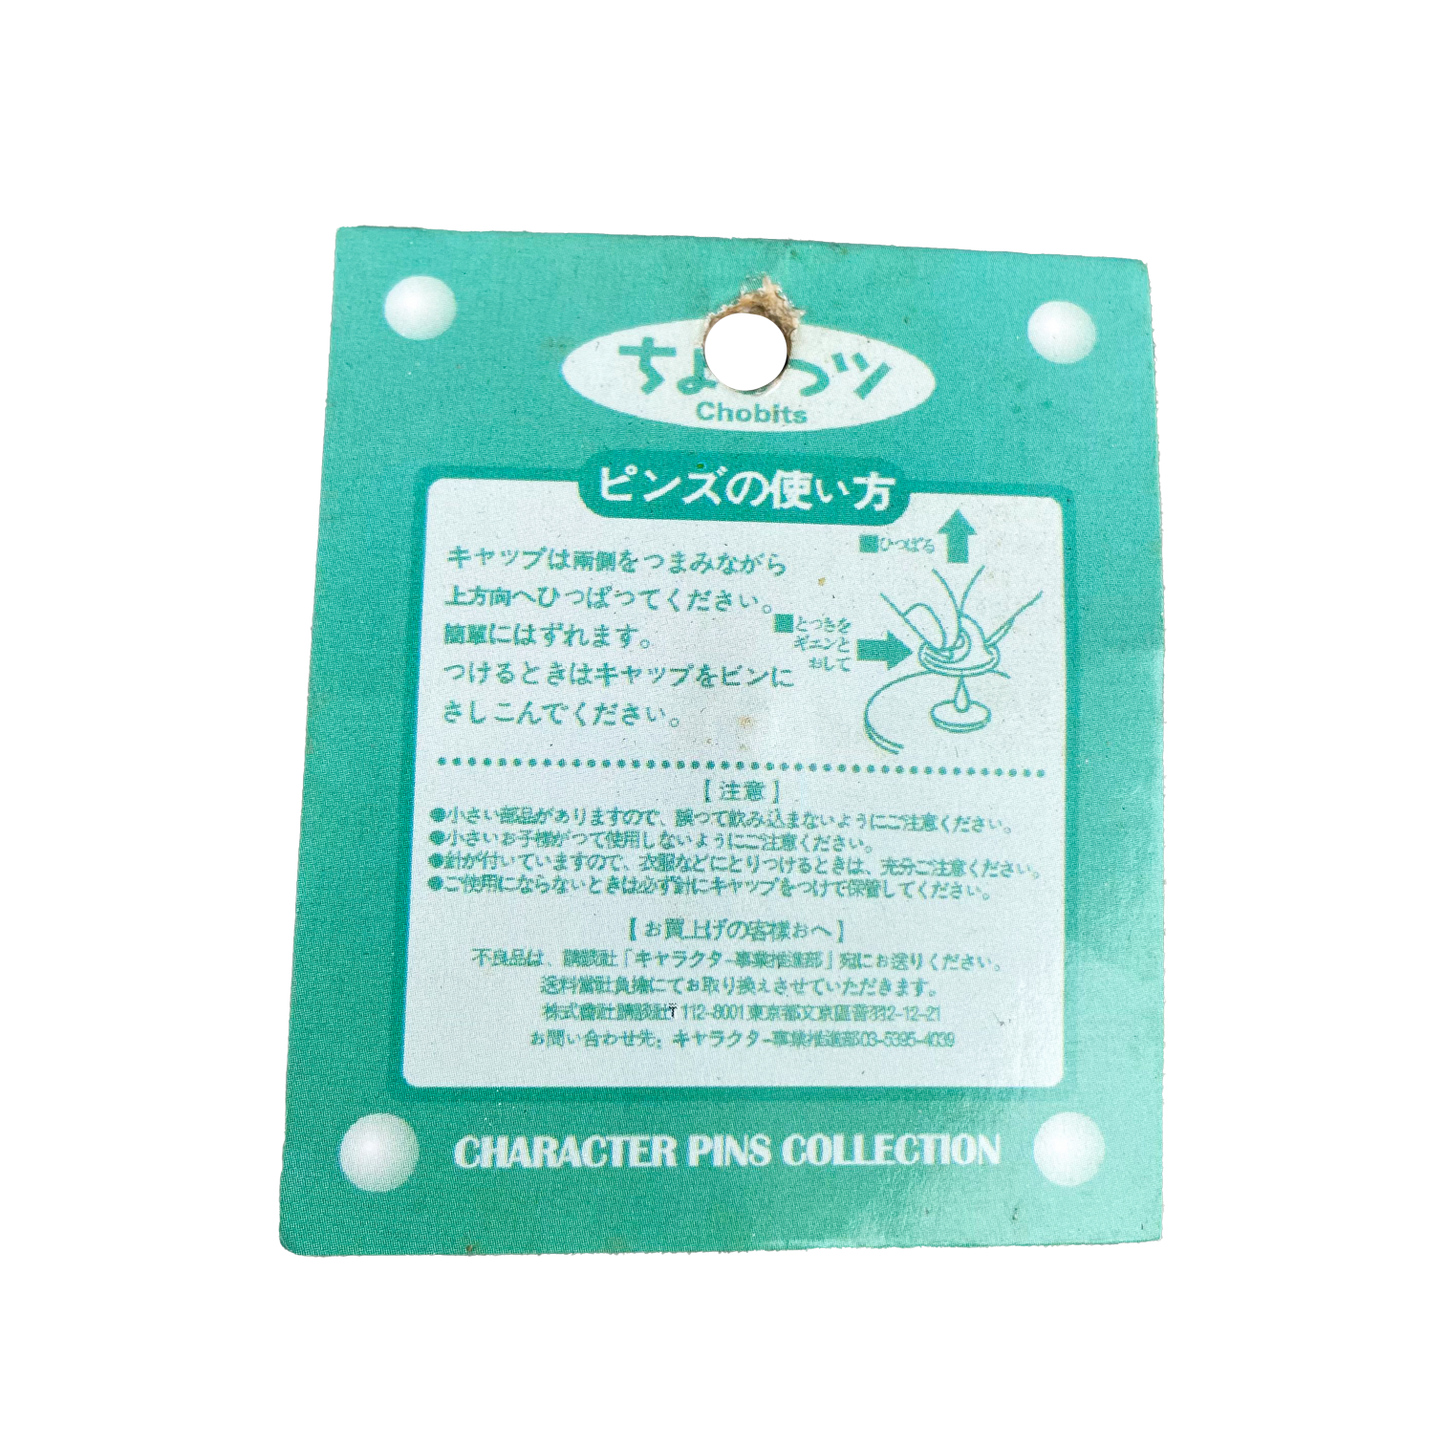 ちょっツ
Chobits
ピンズの使い方
キャップは両側をつまみながら
上方向へひっぱってください。
簡単にはずれます。
つけるときはキャップをピンに
さしこんでください。
■ひっぱる
■とっきを
ギュンと
おして
【注意】
●小さい部品がありますので、誤って飲み込まないようにご注意ください。
●小さいお子様がつて使用しないようにご注意ください。
●針が付いていますので、衣服などにとりつけるときは、充分ご注意ください。
●ご使用にならないときは必ず針にキャップをつけて保管してください。
【お買上げの客様おへ】
不良品は、講談社「キャラクター事業推進部」宛にお送りください。
送料當社負擔にてお取り換えさせていただきます。
株式會社講談社〒112-8001東京都文京區音羽2-12-21
お問い合わせ先：キャラクター事業推進部03-5395-4039
CHARACTER PINS COLLECTION